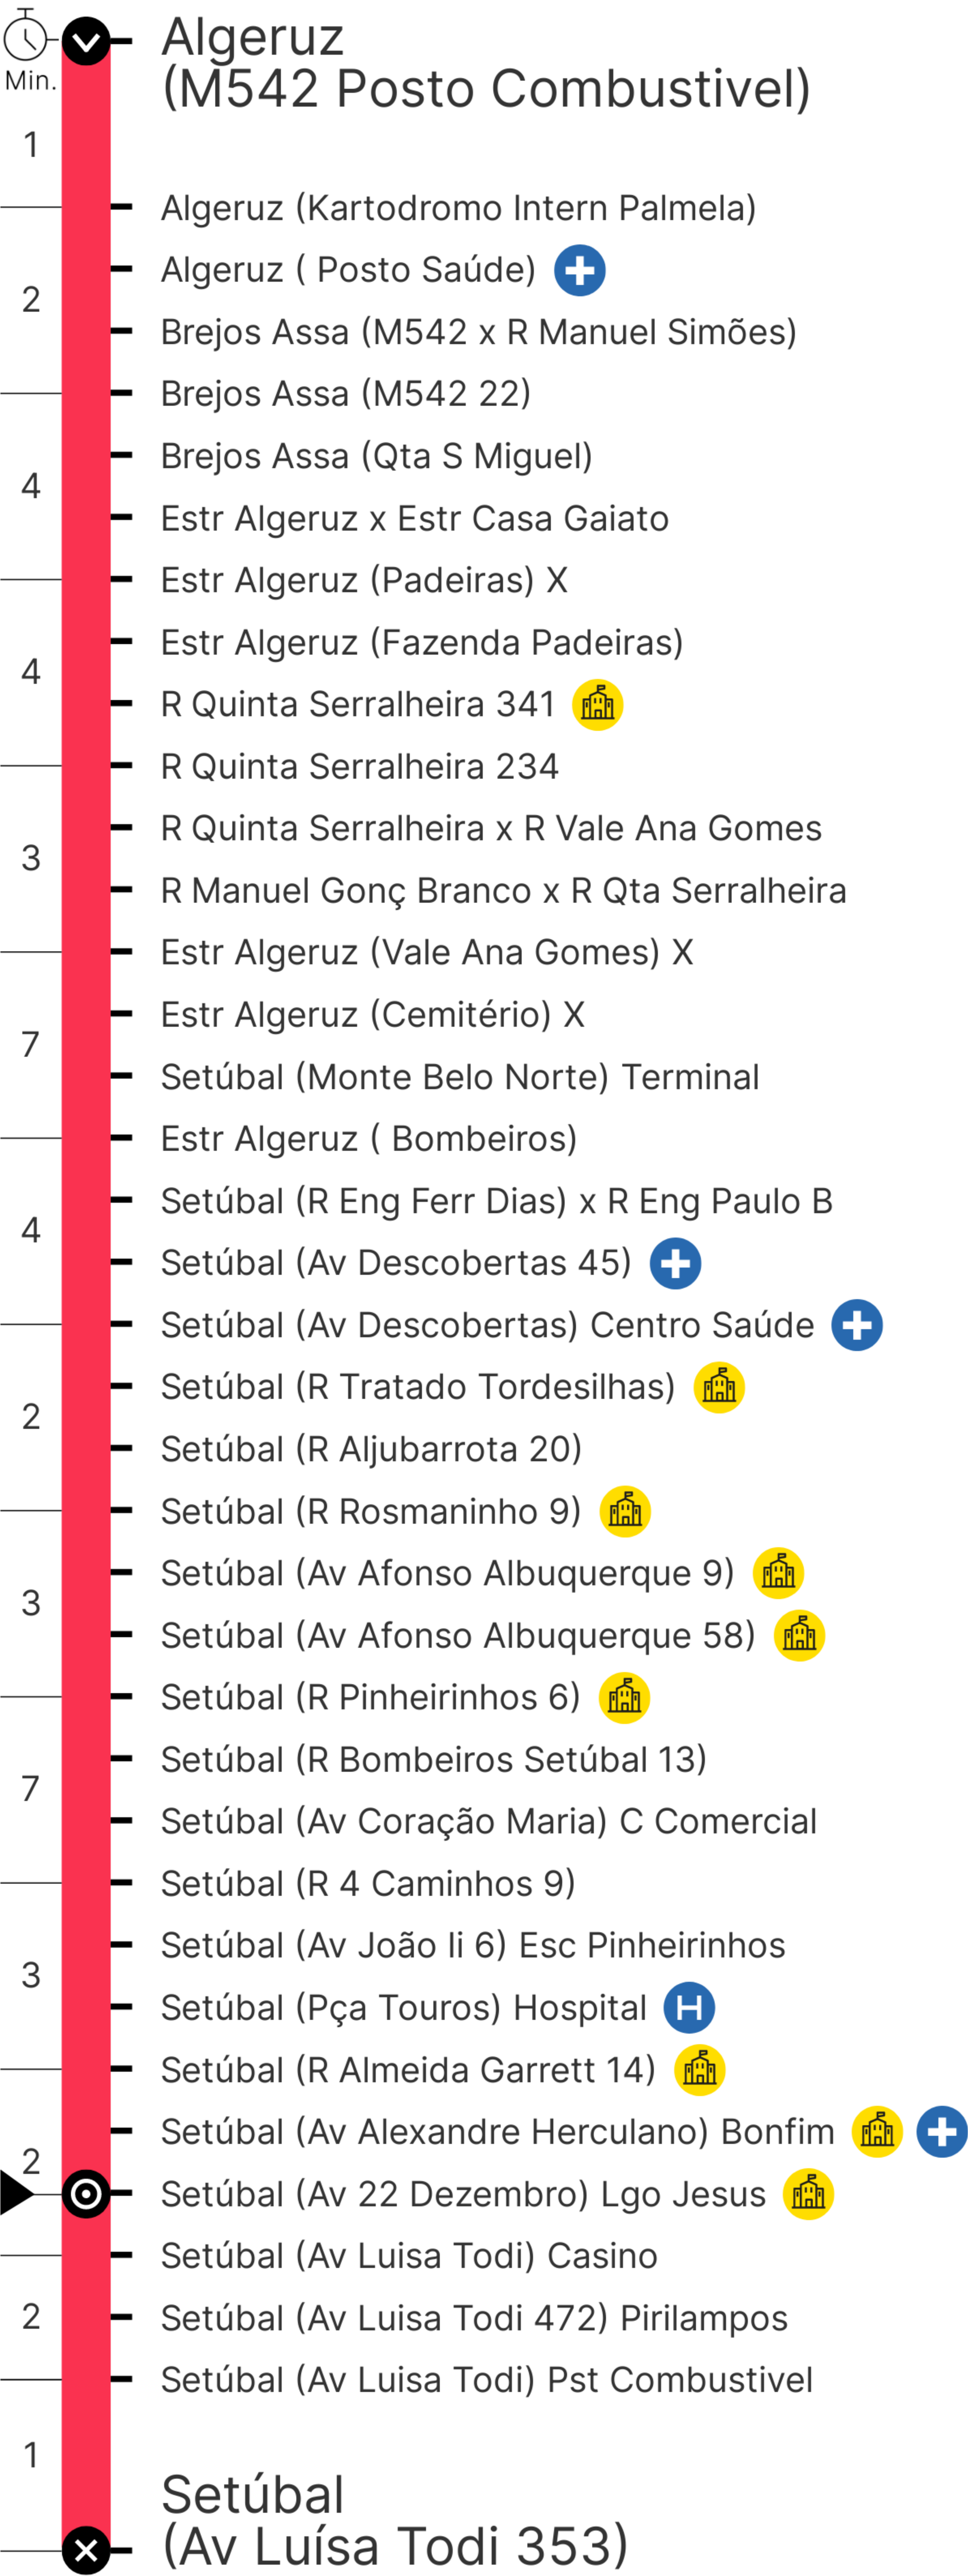 Algeruz
(M542 Posto Combustivel)
Min.
1
Algeruz (Kartodromo Intern Palmela)
Algeruz ( Posto Saúde)
2
Brejos Assa (M542 x R Manuel Simões)
Brejos Assa (M542 22)
Brejos Assa (Qta S Miguel)
4
Estr Algeruz x Estr Casa Gaiato
Estr Algeruz (Padeiras) X
Estr Algeruz (Fazenda Padeiras)
4
R Quinta Serralheira 341
R Quinta Serralheira 234
R Quinta Serralheira x R Vale Ana Gomes
3
R Manuel Gonç Branco x R Qta Serralheira
Estr Algeruz (Vale Ana Gomes) X
Estr Algeruz (Cemitério) X
7
Setúbal (Monte Belo Norte) Terminal
Estr Algeruz ( Bombeiros)
Setúbal (R Eng Ferr Dias) x R Eng Paulo B
4
Setúbal (Av Descobertas 45)
Setúbal (Av Descobertas) Centro Saúde
Setúbal (R Tratado Tordesilhas)
2
Setúbal (R Aljubarrota 20)
Setúbal (R Rosmaninho 9)
Setúbal (Av Afonso Albuquerque 9)
3
Setúbal (Av Afonso Albuquerque 58)
Setúbal (R Pinheirinhos 6)
Setúbal (R Bombeiros Setúbal 13)
7
Setúbal (Av Coração Maria) C Comercial
Setúbal (R 4 Caminhos 9)
Setúbal (Av João Ii 6) Esc Pinheirinhos
3
Setúbal (Pça Touros) Hospital H
Setúbal (R Almeida Garrett 14)
Setúbal (Av Alexandre Herculano) Bonfim
2
Setúbal (Av 22 Dezembro) Lgo Jesus
Setúbal (Av Luisa Todi) Casino
2
Setúbal (Av Luisa Todi 472) Pirilampos
Setúbal (Av Luisa Todi) Pst Combustivel
1
Setúbal
(Av Luísa Todi 353)